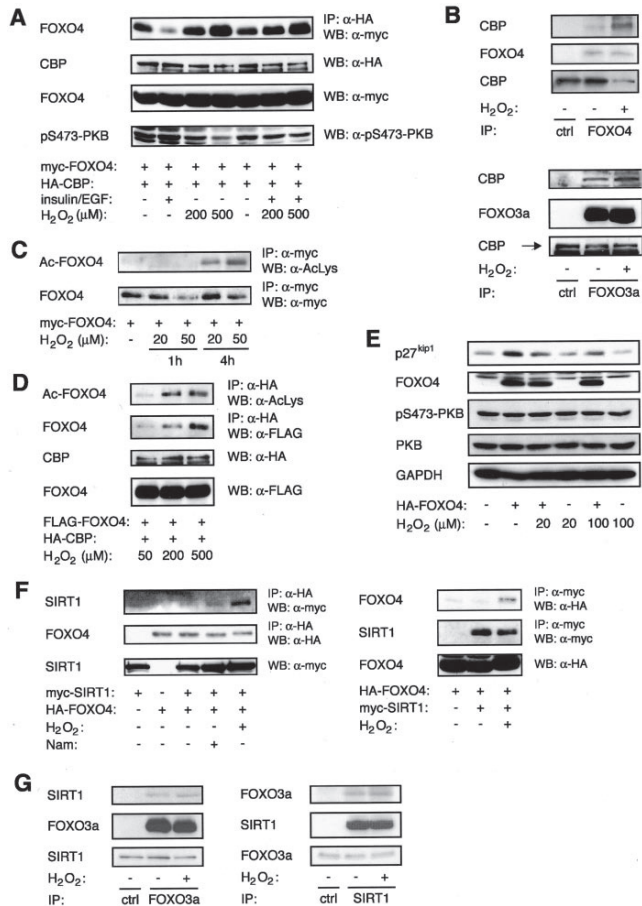 A
FOXO4
IP: α-HA
WB: α-myc
CBP
WB: α-HA
FOXO4
WB: α-myc
pS473-PKB
WB: α-pS473-PKB
myc-FOXO4: + + + + + + +
HA-CBP: + + + + + + +
insulin/EGF: - + - - + + +
H2O2 (μM): - - 200 500 - 200 500
B
CBP
FOXO4
CBP
H2O2: - +
IP: ctrl FOXO4
CBP
FOXO3a
CBP →
H2O2: - +
IP: ctrl FOXO3a
C
Ac-FOXO4
IP: α-myc
WB: α-AcLys
FOXO4
IP: α-myc
WB: α-myc
myc-FOXO4: + + + + +
H2O2 (μM): - 20 50 20 50
1h 4h
D
Ac-FOXO4
IP: α-HA
WB: α-AcLys
FOXO4
IP: α-HA
WB: α-FLAG
CBP
WB: α-HA
FOXO4
WB: α-FLAG
FLAG-FOXO4: + + +
HA-CBP: + + +
H2O2 (μM): 50 200 500
E
p27kip1
FOXO4
pS473-PKB
PKB
GAPDH
HA-FOXO4: - + + - + -
H2O2 (μM): - - 20 20 100 100
F
SIRT1
IP: α-HA
WB: α-myc
FOXO4
IP: α-HA
WB: α-HA
SIRT1
WB: α-myc
myc-SIRT1: + - + + +
HA-FOXO4: - + + + +
H2O2: - - - - +
Nam: - - - + -
FOXO4
IP: α-myc
WB: α-HA
SIRT1
IP: α-myc
WB: α-myc
FOXO4
WB: α-HA
HA-FOXO4: + + +
myc-SIRT1: - + +
H2O2: - - +
G
SIRT1
FOXO3a
SIRT1
H2O2: - +
IP: ctrl FOXO3a
FOXO3a
SIRT1
FOXO3a
H2O2: - +
IP: ctrl SIRT1